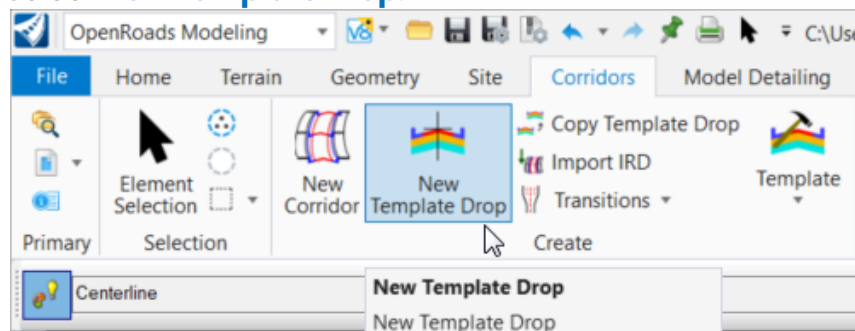 OpenRoads Modeling
C:\Use
File Home Terrain Geometry Site Corridors Model Detailing
Element Selection
New Corridor
New Template Drop
Copy Template Drop
Import IRD
Transitions
Template
Primary Selection Create
Centerline
New Template Drop
New Template Drop